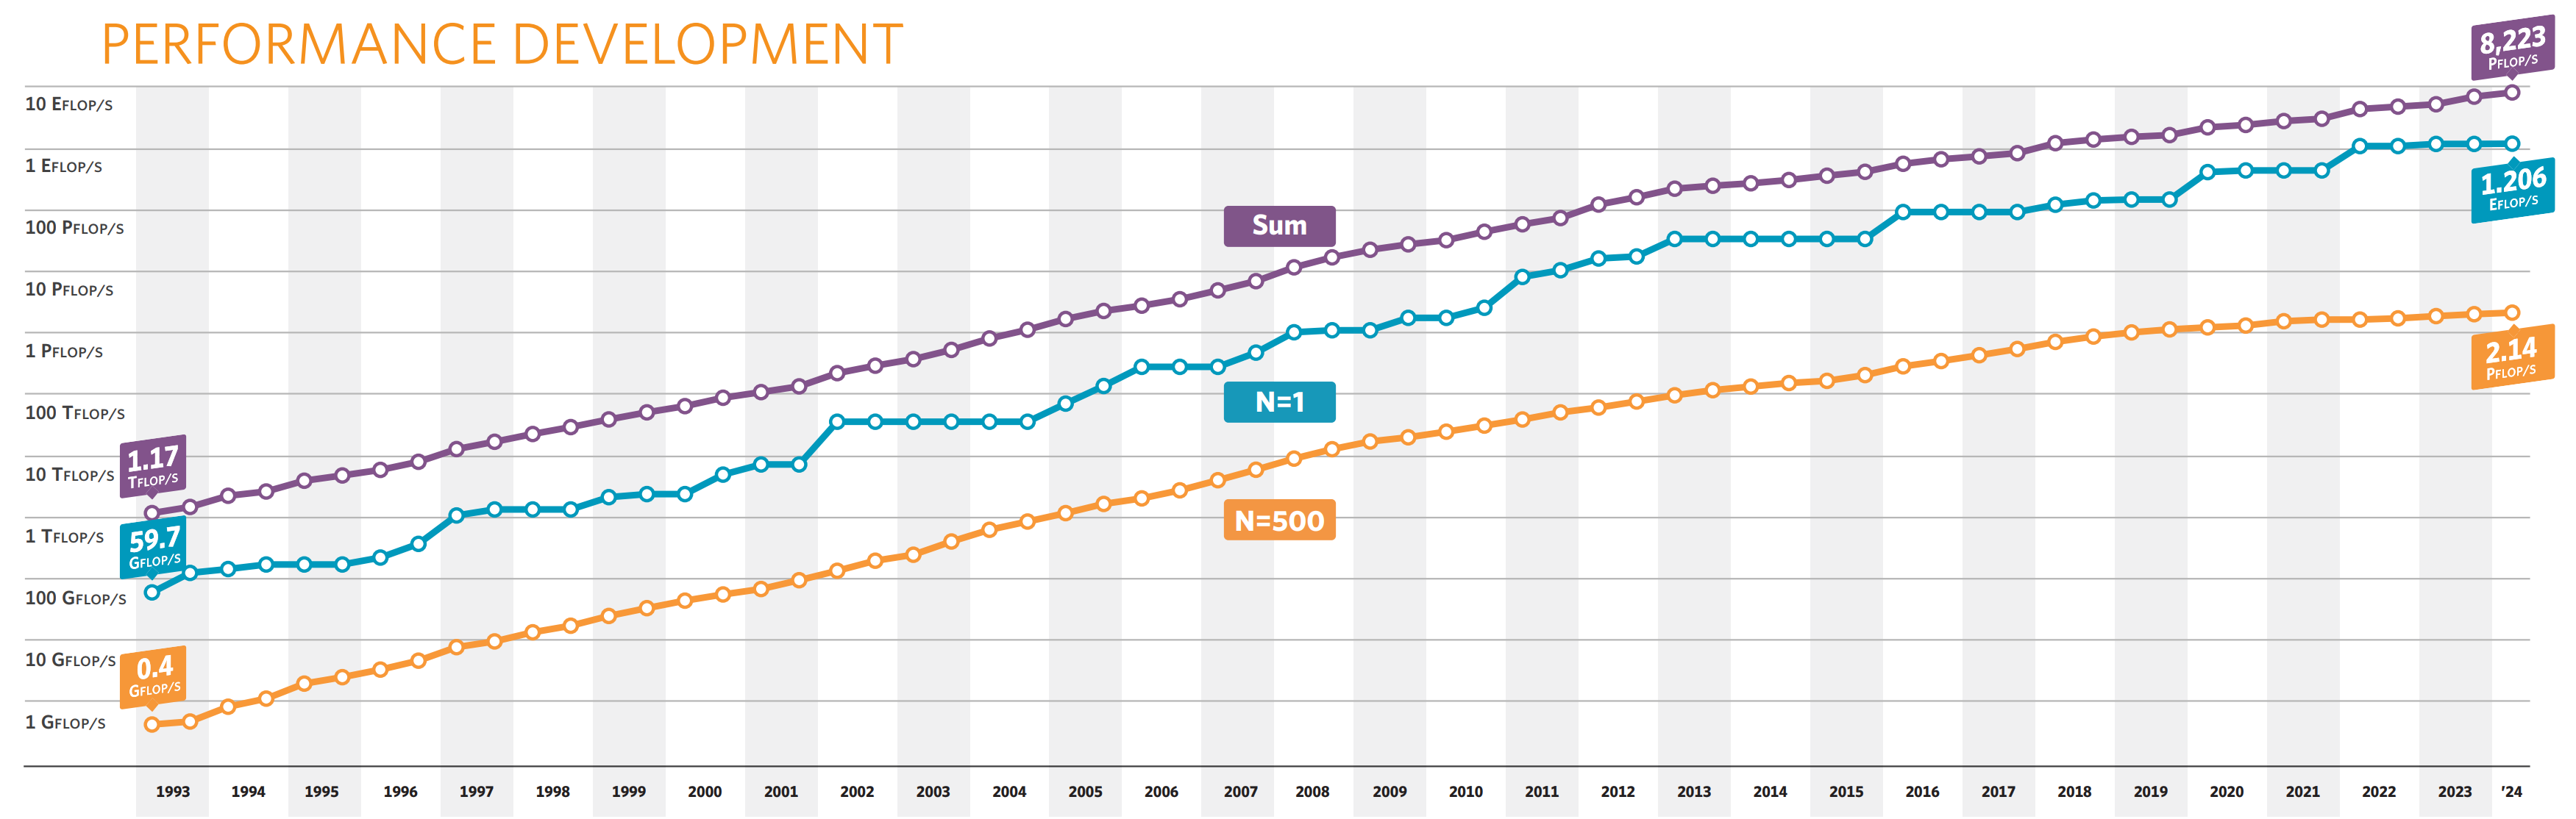 PERFORMANCE DEVELOPMENT
8,223
PFLOP/S
10 EFLOP/S
1 EFLOP/S
1.206
EFLOP/S
100 PFLOP/S
Sum
10 PFLOP/S
1 PFLOP/S
2.14
PFLOP/S
N=1
100 TFLOP/S
1.17
TFLOP/S
10 TFLOP/S
N=500
1 TFLOP/S
59.7
GFLOP/S
100 GFLOP/S
10 GFLOP/S
0.4
GFLOP/S
1 GFLOP/S
1993 1994 1995 1996 1997 1998 1999 2000 2001 2002 2003 2004 2005 2006 2007 2008 2009 2010 2011 2012 2013 2014 2015 2016 2017 2018 2019 2020 2021 2022 2023 '24